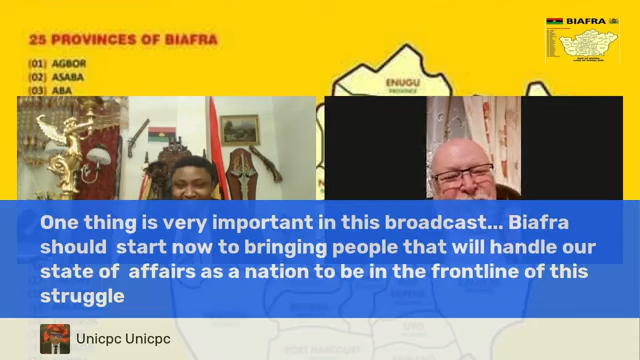 25 PROVINCES OF BIAFRA
BIAFRA
(01) AGBOR
(02) ASABA
(03) ABA
ENUGU
PROVINCE
One thing is very important in this broadcast... Biafra
should start now to bringing people that will handle our
state of affairs as a nation to be in the frontline of this
struggle
Unicpc Unicpc
PORT HARCOURT